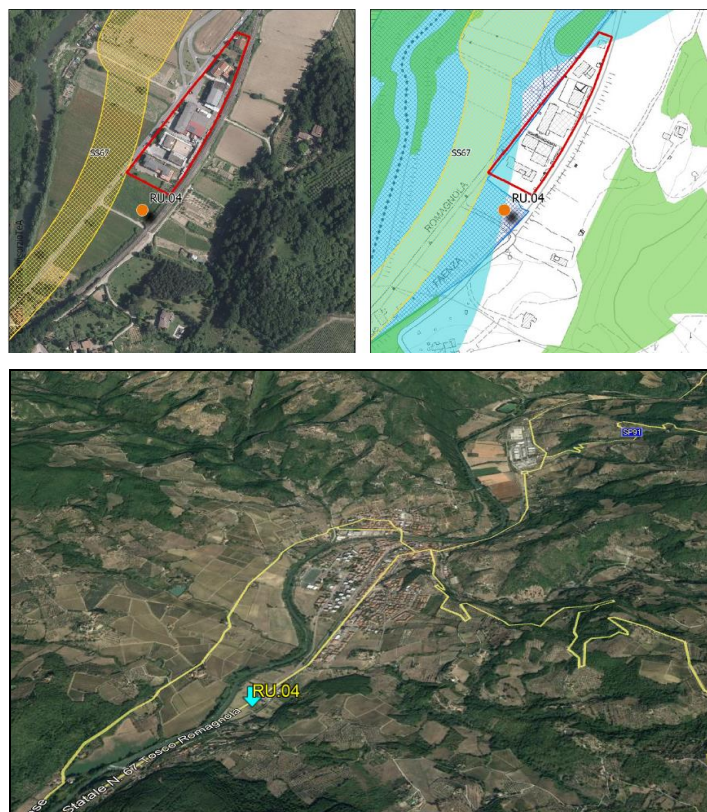 SS67
RU.04
SS67
ROMAGNOLA
RU.04
FAENZA
SP91
RU.04
Statale N. 67 Tosco Romagnola